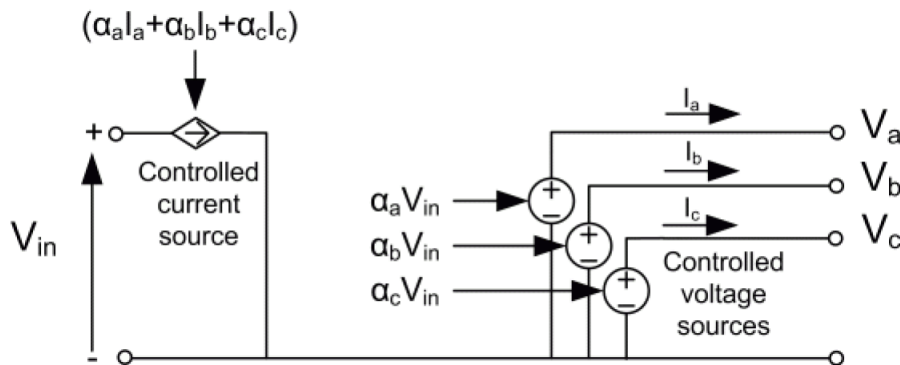 (αaIa+αbIb+αcIc)
+
Controlled
current
source
Vin
-
αaVin
αbVin
αcVin
+
−
+
−
+
−
Ia
Ib
Ic
Controlled
voltage
sources
Va
Vb
Vc